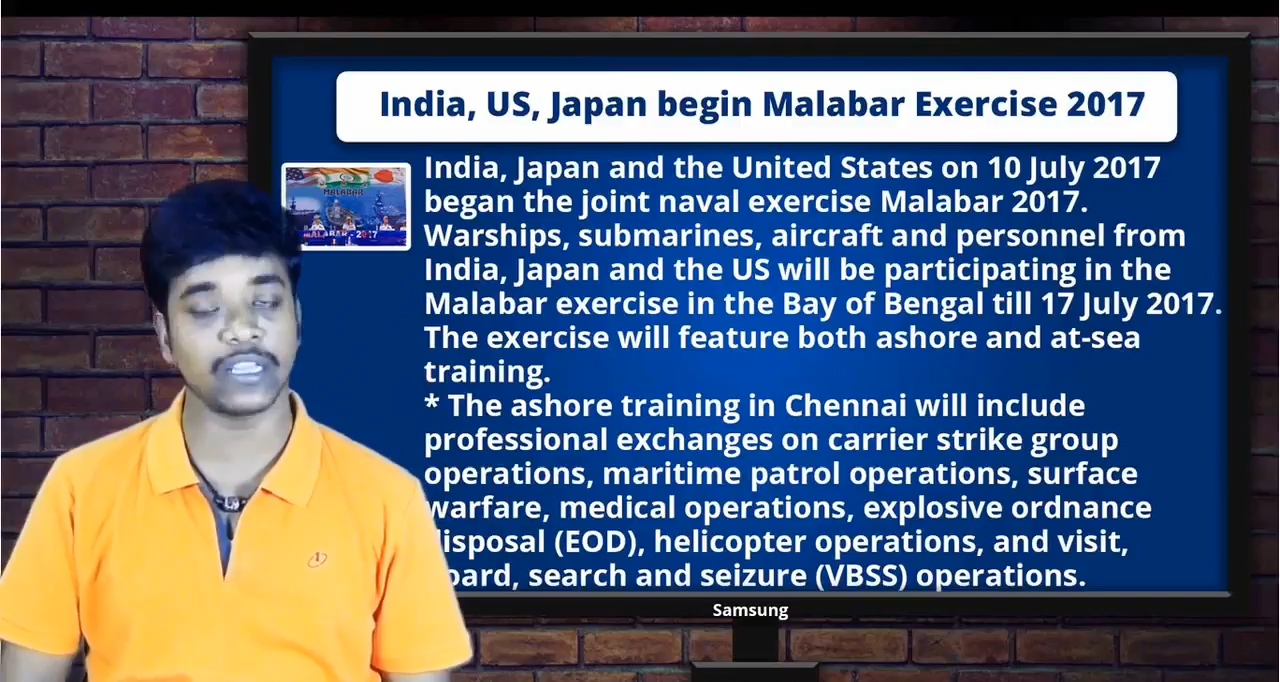 India, US, Japan begin Malabar Exercise 2017
India, Japan and the United States on 10 July 2017
began the joint naval exercise Malabar 2017.
Warships, submarines, aircraft and personnel from
India, Japan and the US will be participating in the
Malabar exercise in the Bay of Bengal till 17 July 2017.
The exercise will feature both ashore and at-sea
training.
* The ashore training in Chennai will include
professional exchanges on carrier strike group
operations, maritime patrol operations, surface
warfare, medical operations, explosive ordnance
disposal (EOD), helicopter operations, and visit,
board, search and seizure (VBSS) operations.
MALABAR
MALABAR - 2017
Samsung